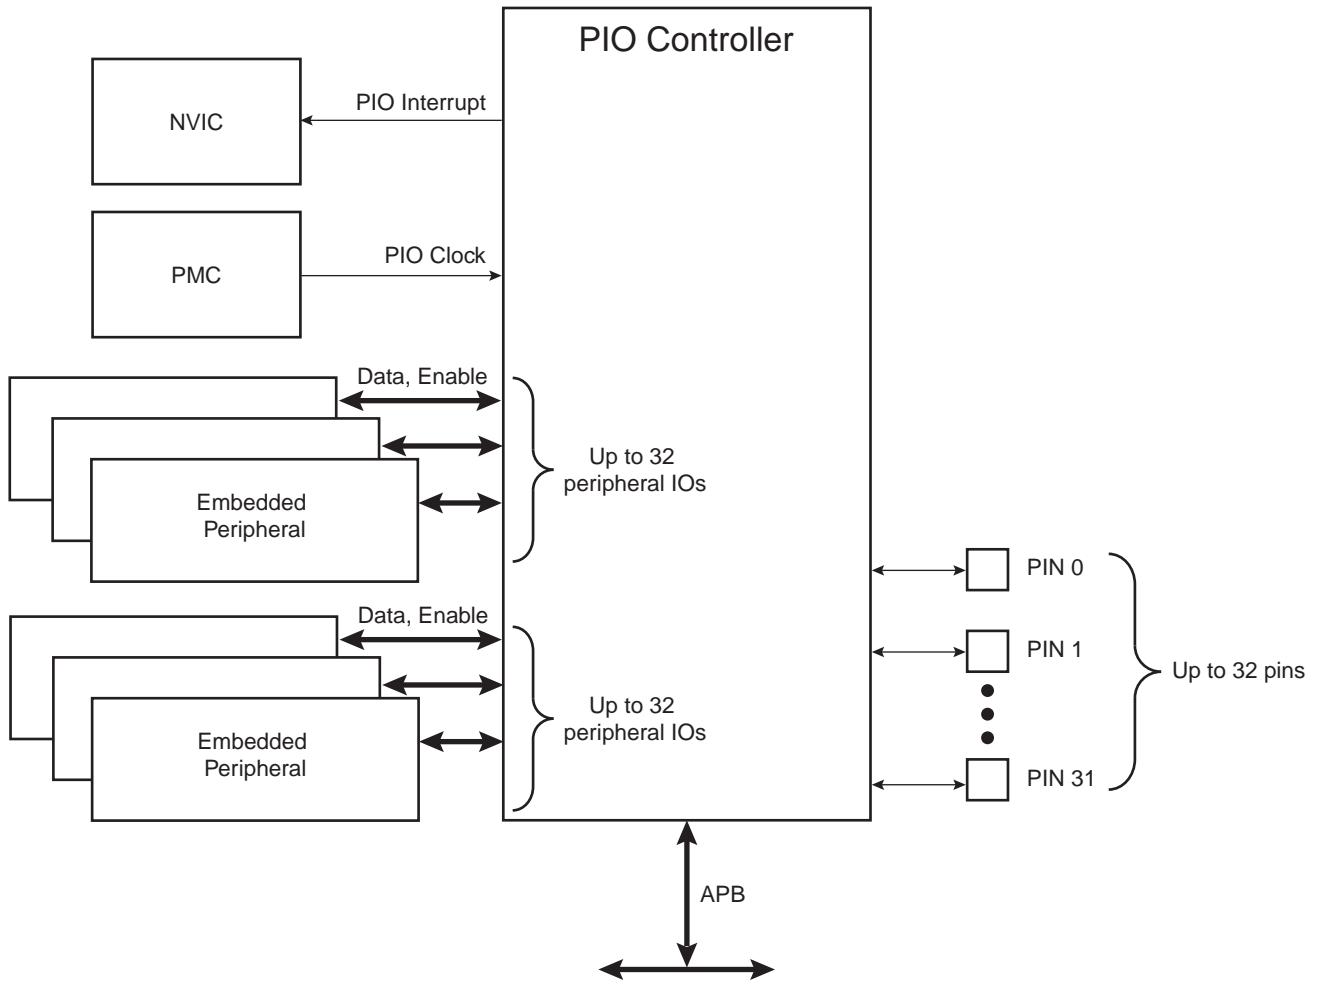 PIO Controller
PIO Interrupt
NVIC
PIO Clock
PMC
Data, Enable
Up to 32
peripheral IOs
Embedded
Peripheral
PIN 0
Data, Enable
PIN 1
Up to 32 pins
Up to 32
peripheral IOs
Embedded
Peripheral
PIN 31
APB